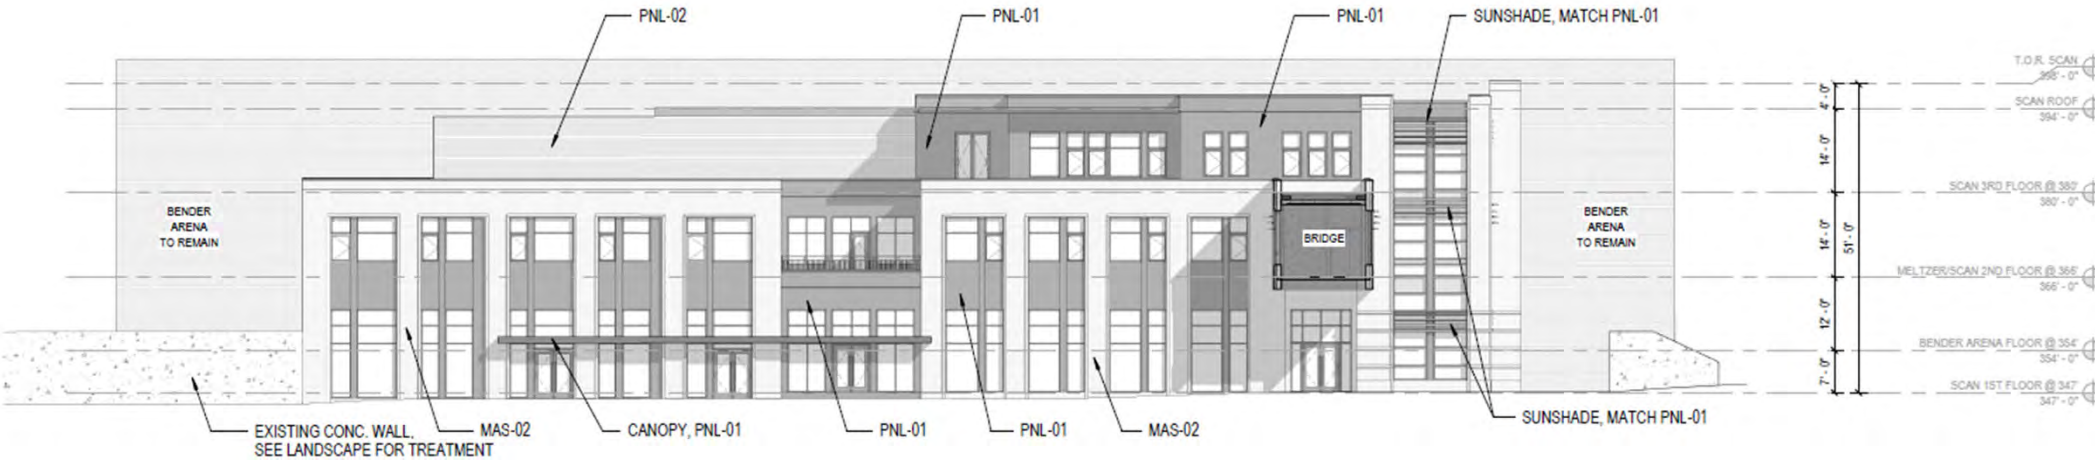 PNL-02
PNL-01
PNL-01
SUNSHADE, MATCH PNL-01
T.O.R. SCAN
398' - 0"
4' - 0"
SCAN ROOF
394' - 0"
14' - 0"
SCAN 3RD FLOOR @ 380'
380' - 0"
BENDER
ARENA
TO REMAIN
BRIDGE
BENDER
ARENA
TO REMAIN
14' - 0"
51' - 0"
MELTZER/SCAN 2ND FLOOR @ 366'
366' - 0"
12' - 0"
BENDER ARENA FLOOR @ 354'
354' - 0"
7' - 0"
SCAN 1ST FLOOR @ 347'
347' - 0"
EXISTING CONC. WALL,
SEE LANDSCAPE FOR TREATMENT
MAS-02
CANOPY, PNL-01
PNL-01
PNL-01
MAS-02
SUNSHADE, MATCH PNL-01